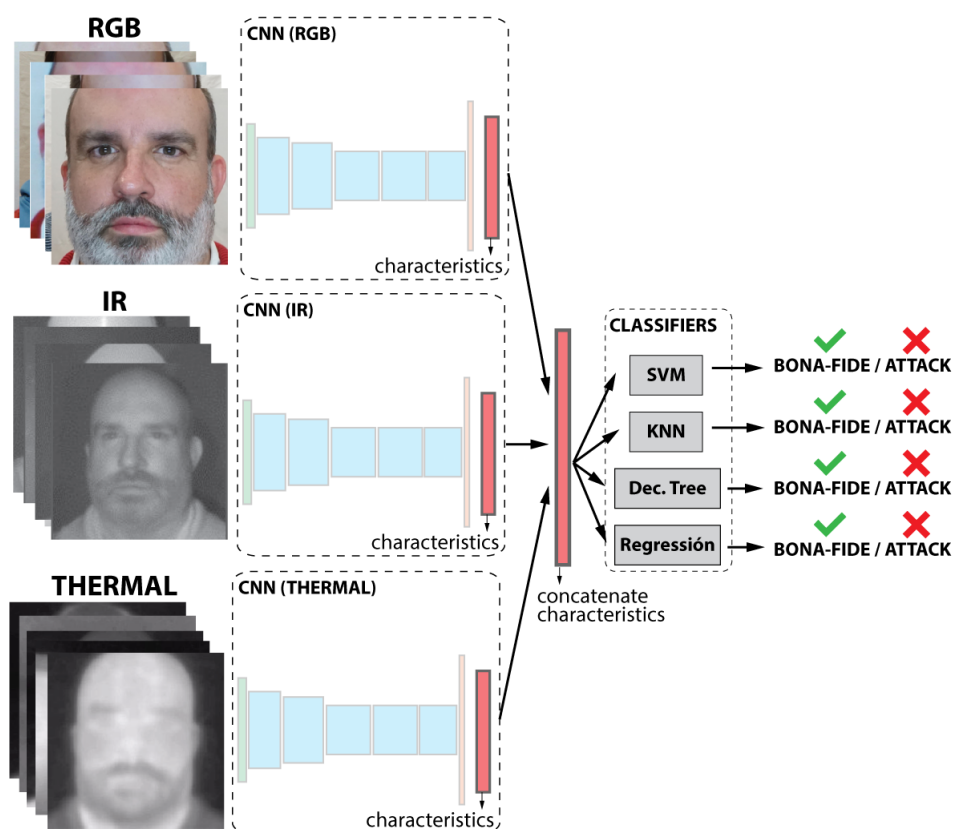 RGB
CNN (RGB)
characteristics
IR
CNN (IR)
characteristics
THERMAL
CNN (THERMAL)
characteristics
concatenate
characteristics
CLASSIFIERS
SVM
KNN
Dec. Tree
Regressión
BONA-FIDE / ATTACK
BONA-FIDE / ATTACK
BONA-FIDE / ATTACK
BONA-FIDE / ATTACK